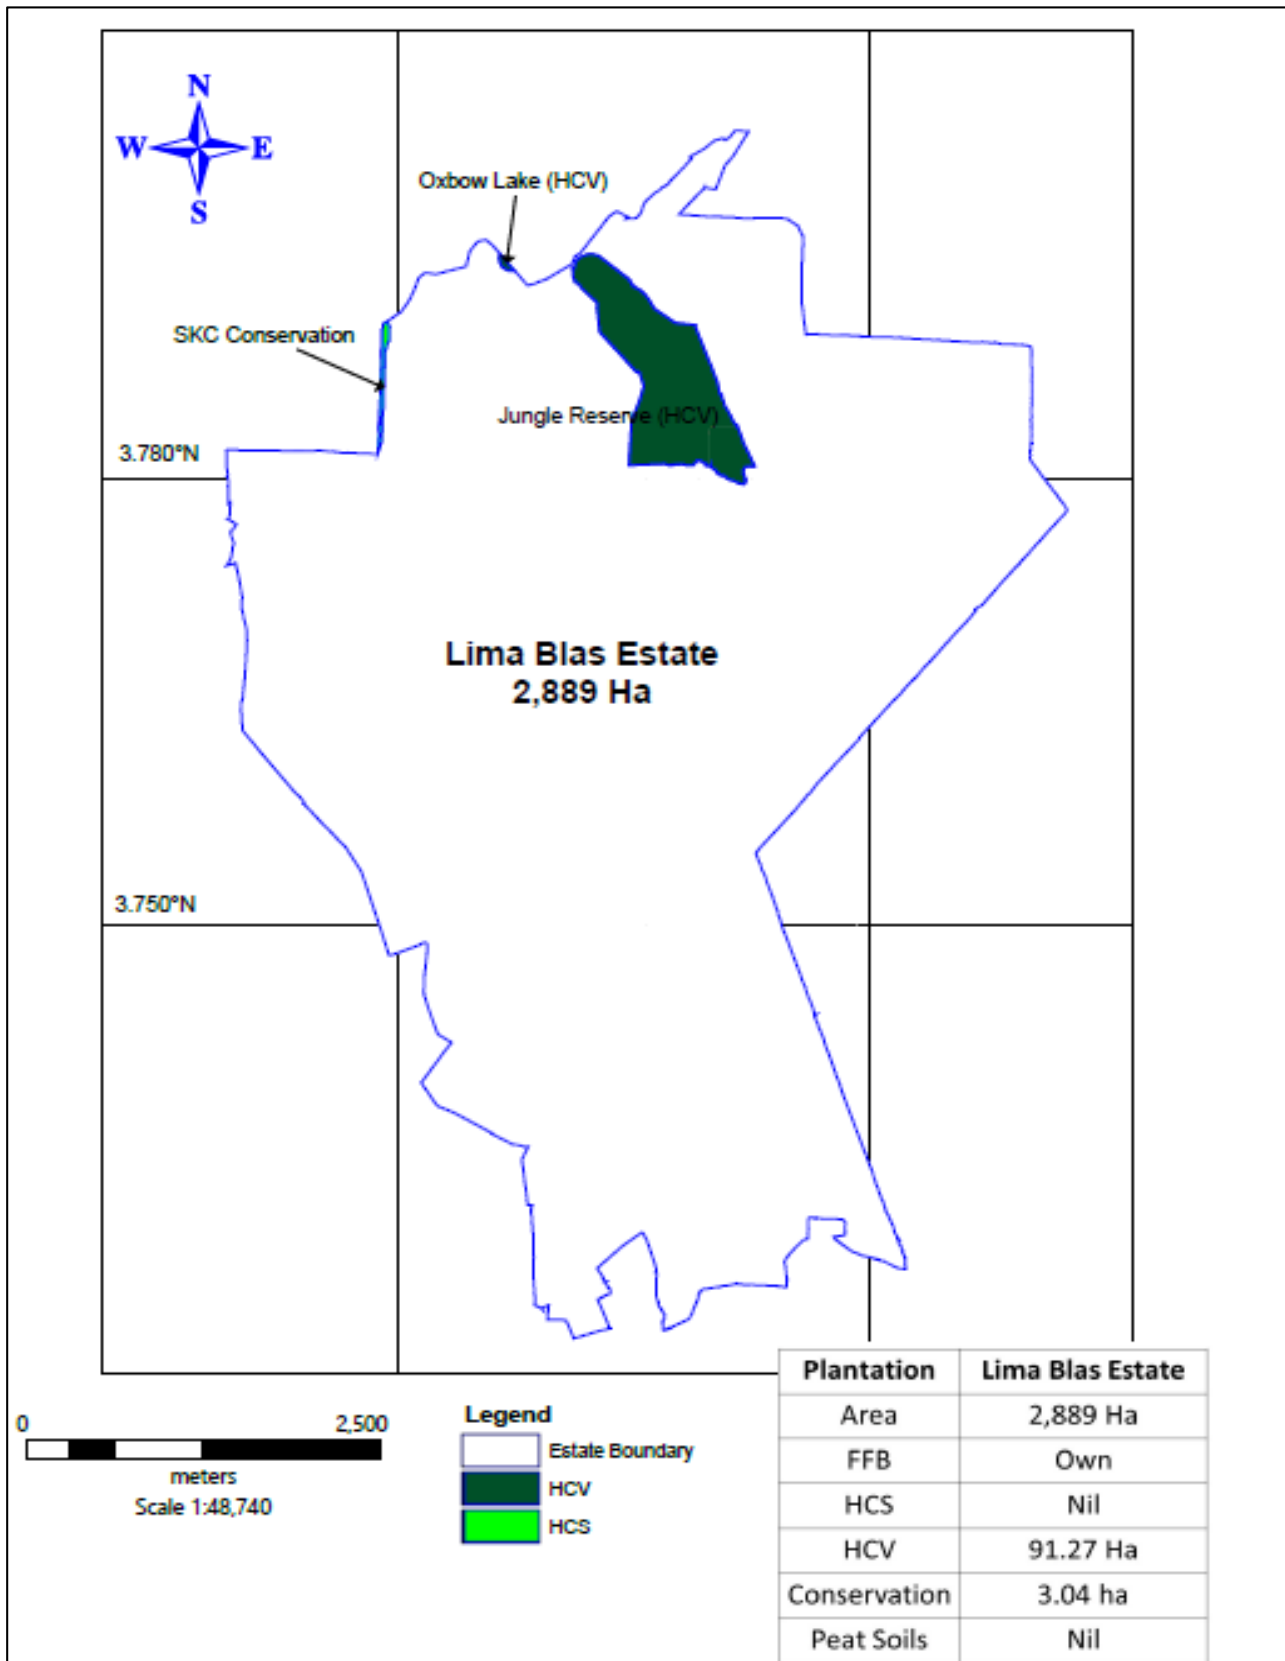 N
W E
S
Oxbow Lake (HCV)
SKC Conservation
Jungle Reserve (HCV)
3.780°N
Lima Blas Estate
2,889 Ha
3.750°N
0 2,500
meters
Scale 1:48,740
Legend
Estate Boundary
HCV
HCS
Plantation Lima Blas Estate
Area 2,889 Ha
FFB Own
HCS Nil
HCV 91.27 Ha
Conservation 3.04 ha
Peat Soils Nil